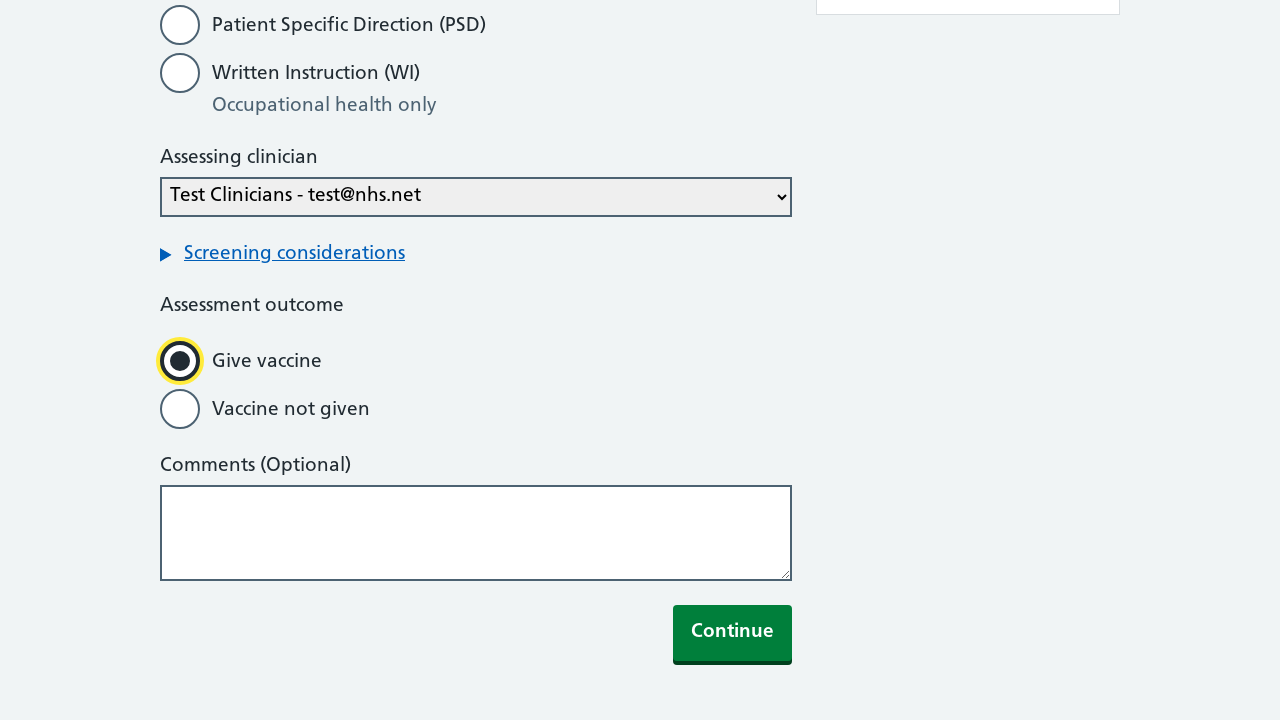 Patient Specific Direction (PSD)
Written Instruction (WI)
Occupational health only
Assessing clinician
Test Clinicians - test@nhs.net
Screening considerations
Assessment outcome
Give vaccine
Vaccine not given
Comments (Optional)
Continue